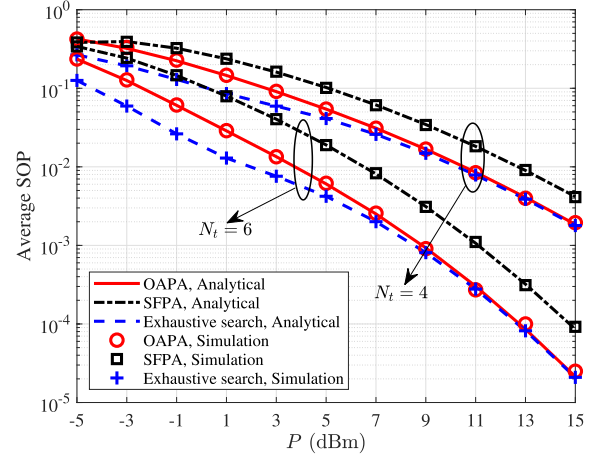 10^0
10^-1
10^-2
10^-3
10^-4
10^-5
Average SOP
N_t = 6
N_t = 4
OAPA, Analytical
SFPA, Analytical
Exhaustive search, Analytical
OAPA, Simulation
SFPA, Simulation
Exhaustive search, Simulation
-5 -3 -1 1 3 5 7 9 11 13 15
P (dBm)